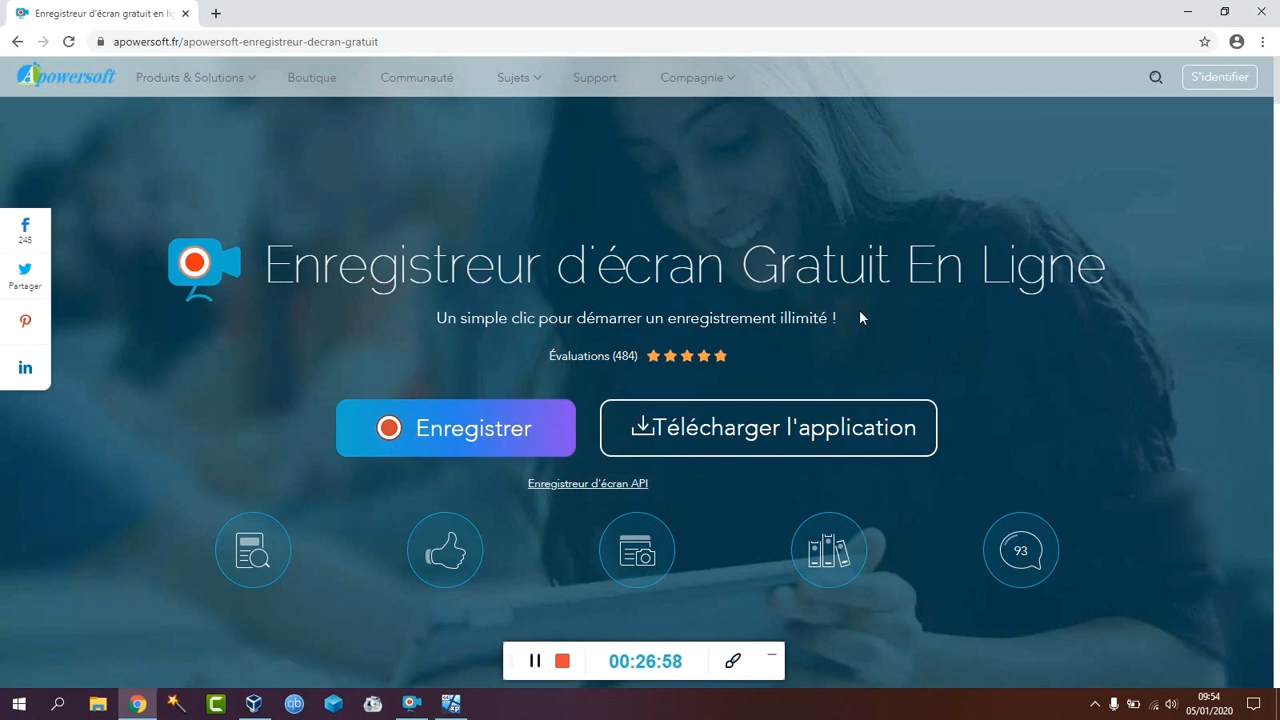 Enregistreur d'écran gratuit en li
apowersoft.fr/apowersoft-enregistreur-decran-gratuit
Apowersoft Produits & Solutions Boutique Communauté Sujets Support Compagnie S'identifier
245
Partager
Enregistreur d'écran Gratuit En Ligne
Un simple clic pour démarrer un enregistrement illimité !
Évaluations (484)
Enregistrer Télécharger l'application
Enregistreur d'écran API
93
00:26:58
09:54
05/01/2020